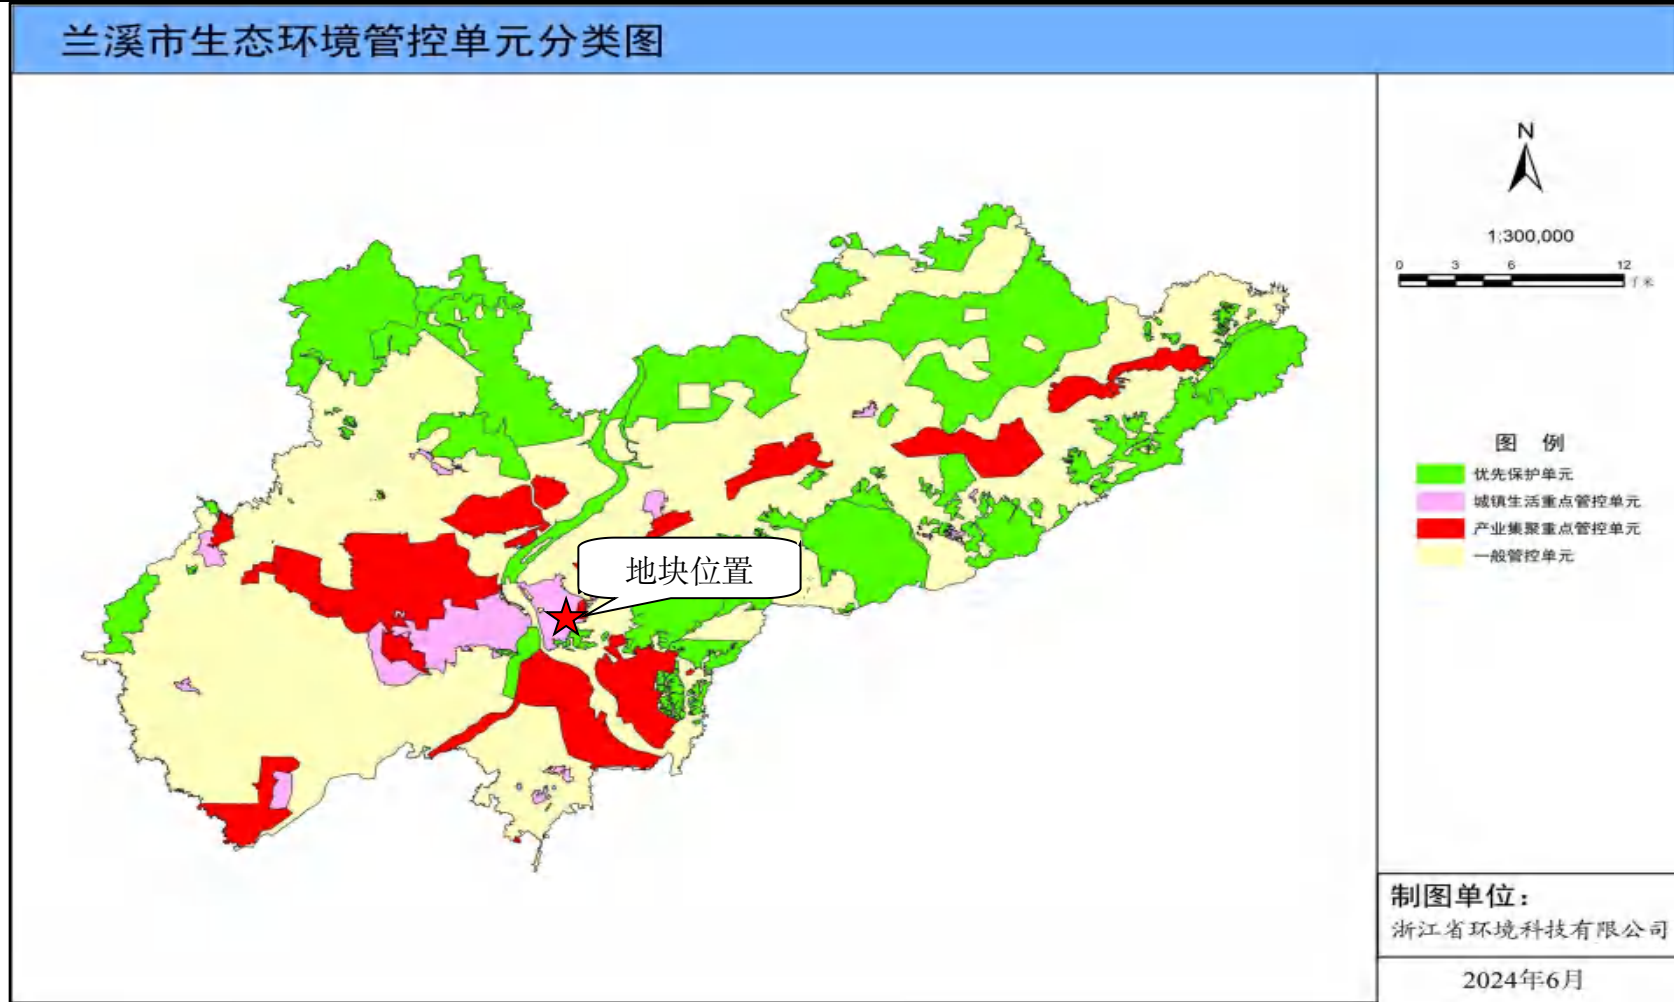 兰溪市生态环境管控单元分类图
N
1:300,000
0 3 6 12
千米
地块位置
图 例
优先保护单元
城镇生活重点管控单元
产业集聚重点管控单元
一般管控单元
制图单位：
浙江省环境科技有限公司
2024年6月